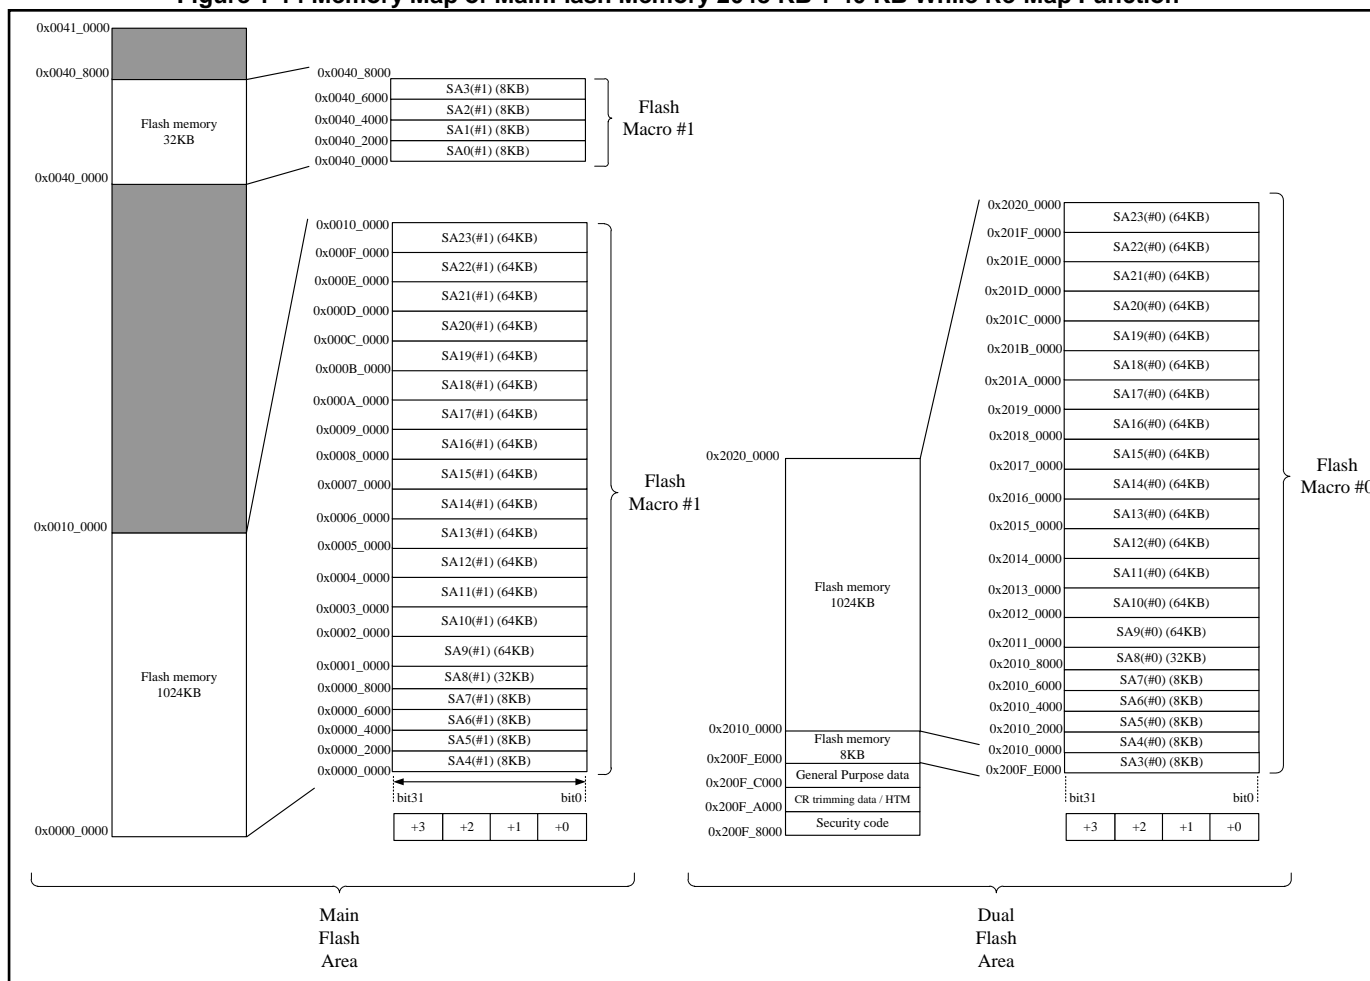 Figure 1-14 Memory Map of MainFlash Memory 2048 KB + 40 KB While Re-Map Function
0x0041_0000
0x0040_8000
Flash memory
32KB
0x0040_0000
0x0010_0000
Flash memory
1024KB
0x0000_0000
0x0040_8000
SA3(#1) (8KB)
0x0040_6000
SA2(#1) (8KB)
0x0040_4000
SA1(#1) (8KB)
0x0040_2000
SA0(#1) (8KB)
0x0040_0000
Flash
Macro #1
0x0010_0000
SA23(#1) (64KB)
0x000F_0000
SA22(#1) (64KB)
0x000E_0000
SA21(#1) (64KB)
0x000D_0000
SA20(#1) (64KB)
0x000C_0000
SA19(#1) (64KB)
0x000B_0000
SA18(#1) (64KB)
0x000A_0000
SA17(#1) (64KB)
0x0009_0000
SA16(#1) (64KB)
0x0008_0000
SA15(#1) (64KB)
0x0007_0000
SA14(#1) (64KB)
0x0006_0000
SA13(#1) (64KB)
0x0005_0000
SA12(#1) (64KB)
0x0004_0000
SA11(#1) (64KB)
0x0003_0000
SA10(#1) (64KB)
0x0002_0000
SA9(#1) (64KB)
0x0001_0000
SA8(#1) (32KB)
0x0000_8000
SA7(#1) (8KB)
0x0000_6000
SA6(#1) (8KB)
0x0000_4000
SA5(#1) (8KB)
0x0000_2000
SA4(#1) (8KB)
0x0000_0000
Flash
Macro #1
bit31 bit0
+3 +2 +1 +0
Main
Flash
Area
0x2020_0000
Flash memory
1024KB
0x2010_0000
Flash memory
8KB
0x200F_E000
General Purpose data
0x200F_C000
CR trimming data / HTM
0x200F_A000
Security code
0x200F_8000
0x2020_0000
SA23(#0) (64KB)
0x201F_0000
SA22(#0) (64KB)
0x201E_0000
SA21(#0) (64KB)
0x201D_0000
SA20(#0) (64KB)
0x201C_0000
SA19(#0) (64KB)
0x201B_0000
SA18(#0) (64KB)
0x201A_0000
SA17(#0) (64KB)
0x2019_0000
SA16(#0) (64KB)
0x2018_0000
SA15(#0) (64KB)
0x2017_0000
SA14(#0) (64KB)
0x2016_0000
SA13(#0) (64KB)
0x2015_0000
SA12(#0) (64KB)
0x2014_0000
SA11(#0) (64KB)
0x2013_0000
SA10(#0) (64KB)
0x2012_0000
SA9(#0) (64KB)
0x2011_0000
SA8(#0) (32KB)
0x2010_8000
SA7(#0) (8KB)
0x2010_6000
SA6(#0) (8KB)
0x2010_4000
SA5(#0) (8KB)
0x2010_2000
SA4(#0) (8KB)
0x2010_0000
SA3(#0) (8KB)
0x200F_E000
Flash
Macro #0
bit31 bit0
+3 +2 +1 +0
Dual
Flash
Area